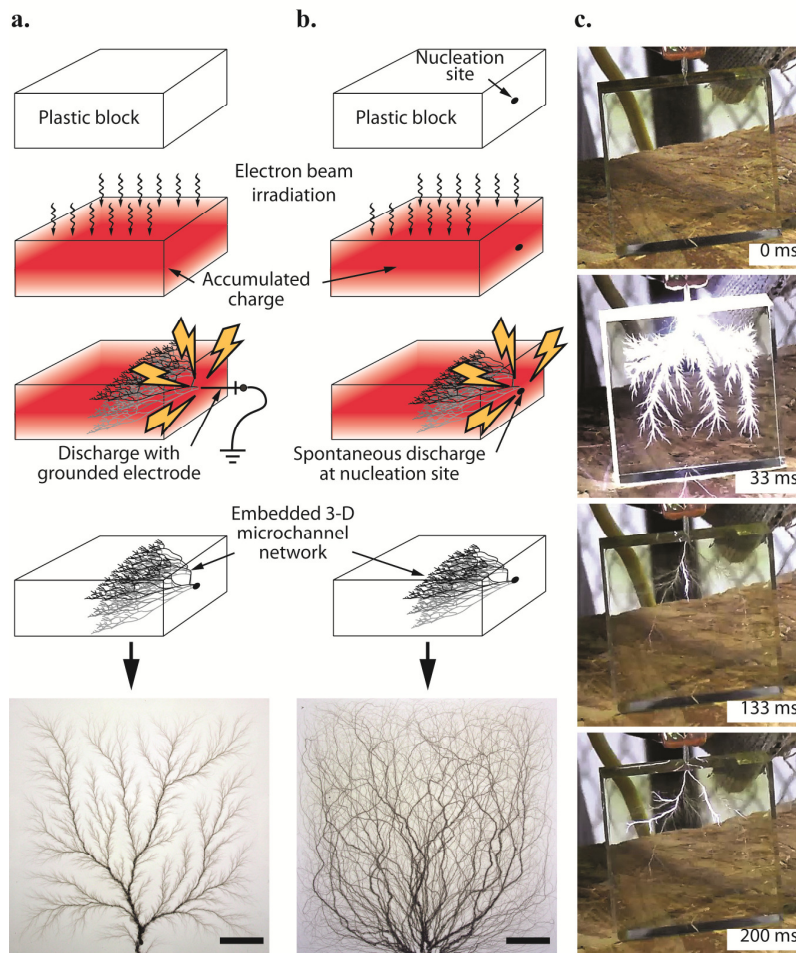 a.
Plastic block
Electron beam
irradiation
Accumulated
charge
Discharge with
grounded electrode
Embedded 3-D
microchannel
network
b.
Nucleation
site
Plastic block
Spontaneous discharge
at nucleation site
c.
0 ms
33 ms
133 ms
200 ms